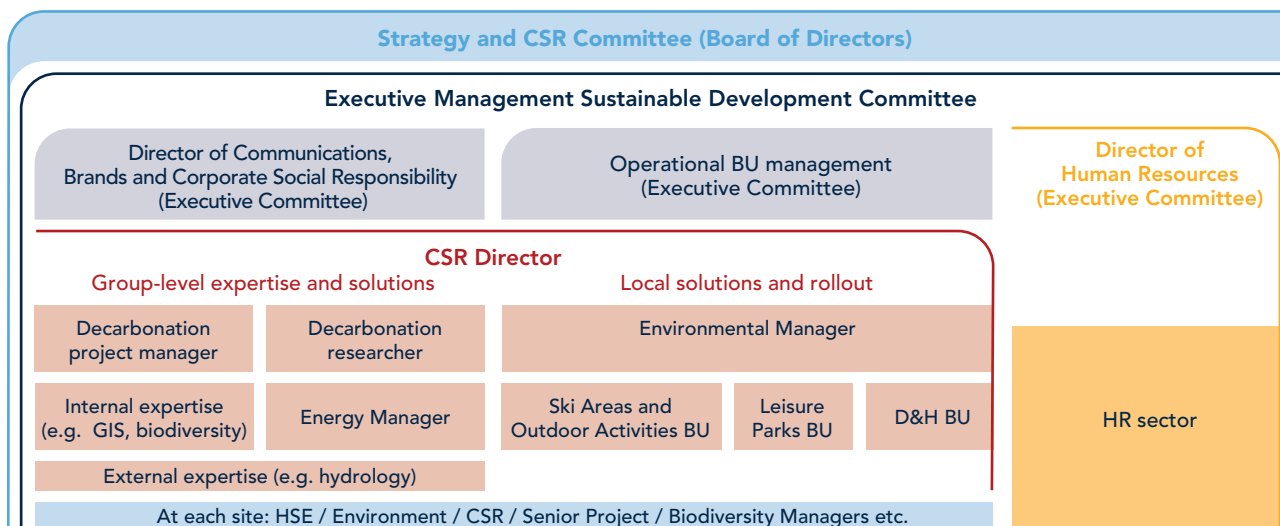 Strategy and CSR Committee (Board of Directors)
Executive Management Sustainable Development Committee
Director of Communications,
Brands and Corporate Social Responsibility
(Executive Committee)
Operational BU management
(Executive Committee)
Director of
Human Resources
(Executive Committee)
CSR Director
Group-level expertise and solutions
Local solutions and rollout
Decarbonation
project manager
Decarbonation
researcher
Environmental Manager
Internal expertise
(e.g. GIS, biodiversity)
Energy Manager
Ski Areas and
Outdoor Activities BU
Leisure
Parks BU
D&H BU
HR sector
External expertise (e.g. hydrology)
At each site: HSE / Environment / CSR / Senior Project / Biodiversity Managers etc.